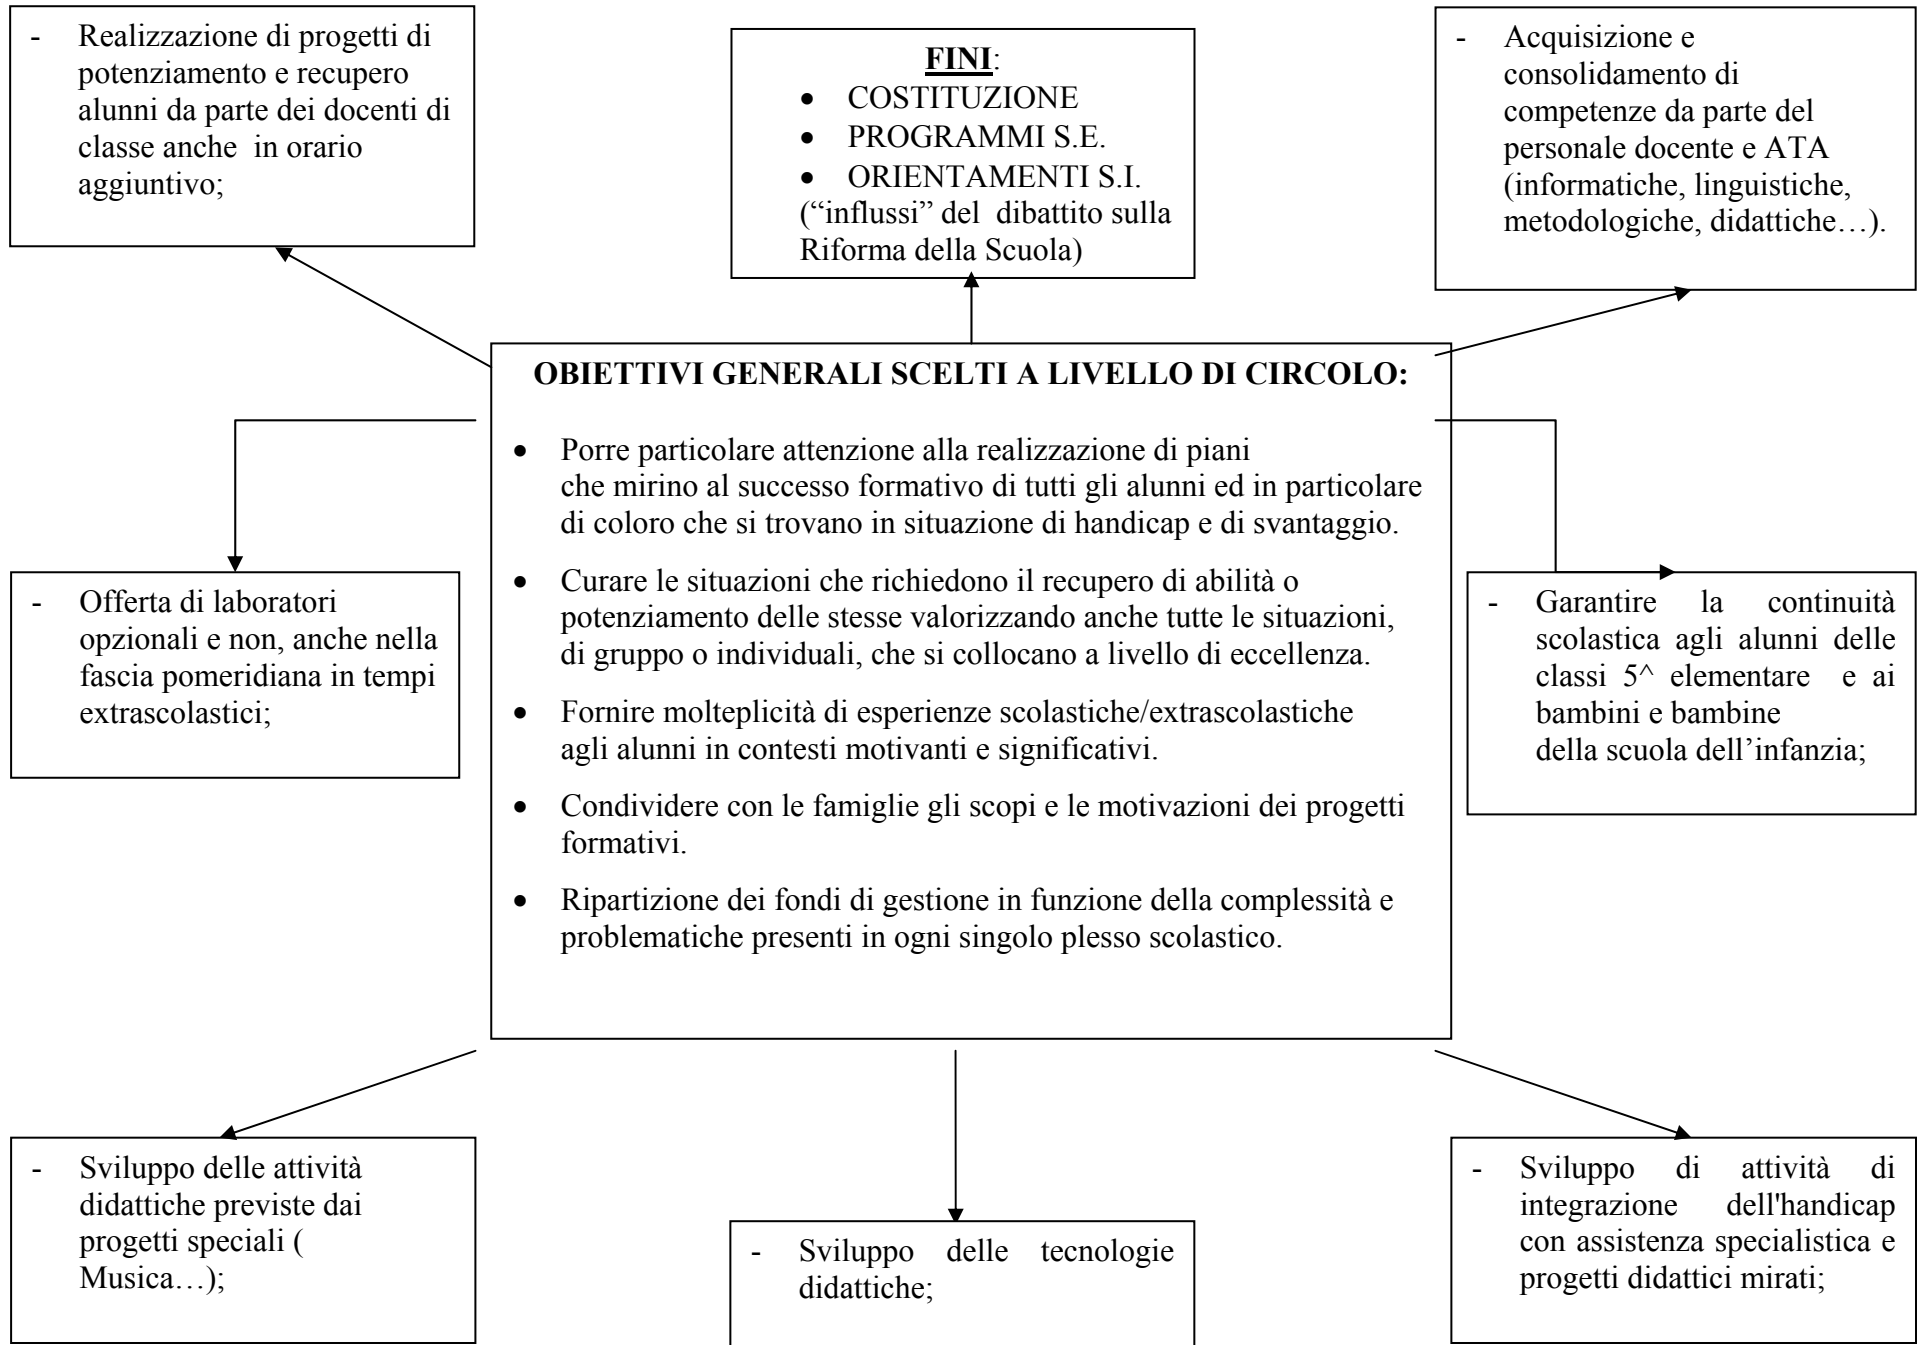 - Realizzazione di progetti di
potenziamento e recupero
alunni da parte dei docenti di
classe anche in orario
aggiuntivo;
FINI:
• COSTITUZIONE
• PROGRAMMI S.E.
• ORIENTAMENTI S.I.
(“influssi” del dibattito sulla
Riforma della Scuola)
- Acquisizione e
consolidamento di
competenze da parte del
personale docente e ATA
(informatiche, linguistiche,
metodologiche, didattiche…).
OBIETTIVI GENERALI SCELTI A LIVELLO DI CIRCOLO:
• Porre particolare attenzione alla realizzazione di piani
che mirino al successo formativo di tutti gli alunni ed in particolare
di coloro che si trovano in situazione di handicap e di svantaggio.
• Curare le situazioni che richiedono il recupero di abilità o
potenziamento delle stesse valorizzando anche tutte le situazioni,
di gruppo o individuali, che si collocano a livello di eccellenza.
• Fornire molteplicità di esperienze scolastiche/extrascolastiche
agli alunni in contesti motivanti e significativi.
• Condividere con le famiglie gli scopi e le motivazioni dei progetti
formativi.
• Ripartizione dei fondi di gestione in funzione della complessità e
problematiche presenti in ogni singolo plesso scolastico.
- Offerta di laboratori
opzionali e non, anche nella
fascia pomeridiana in tempi
extrascolastici;
- Garantire la continuità
scolastica agli alunni delle
classi 5^ elementare e ai
bambini e bambine
della scuola dell’infanzia;
- Sviluppo delle attività
didattiche previste dai
progetti speciali (
Musica…);
- Sviluppo delle tecnologie
didattiche;
- Sviluppo di attività di
integrazione dell'handicap
con assistenza specialistica e
progetti didattici mirati;